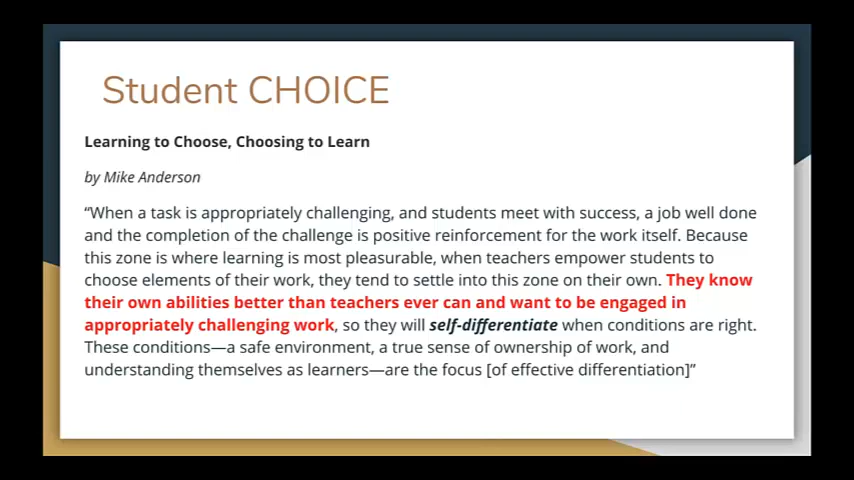 Student CHOICE
Learning to Choose, Choosing to Learn
by Mike Anderson
“When a task is appropriately challenging, and students meet with success, a job well done
and the completion of the challenge is positive reinforcement for the work itself. Because
this zone is where learning is most pleasurable, when teachers empower students to
choose elements of their work, they tend to settle into this zone on their own. They know
their own abilities better than teachers ever can and want to be engaged in
appropriately challenging work, so they will self-differentiate when conditions are right.
These conditions—a safe environment, a true sense of ownership of work, and
understanding themselves as learners—are the focus [of effective differentiation]”